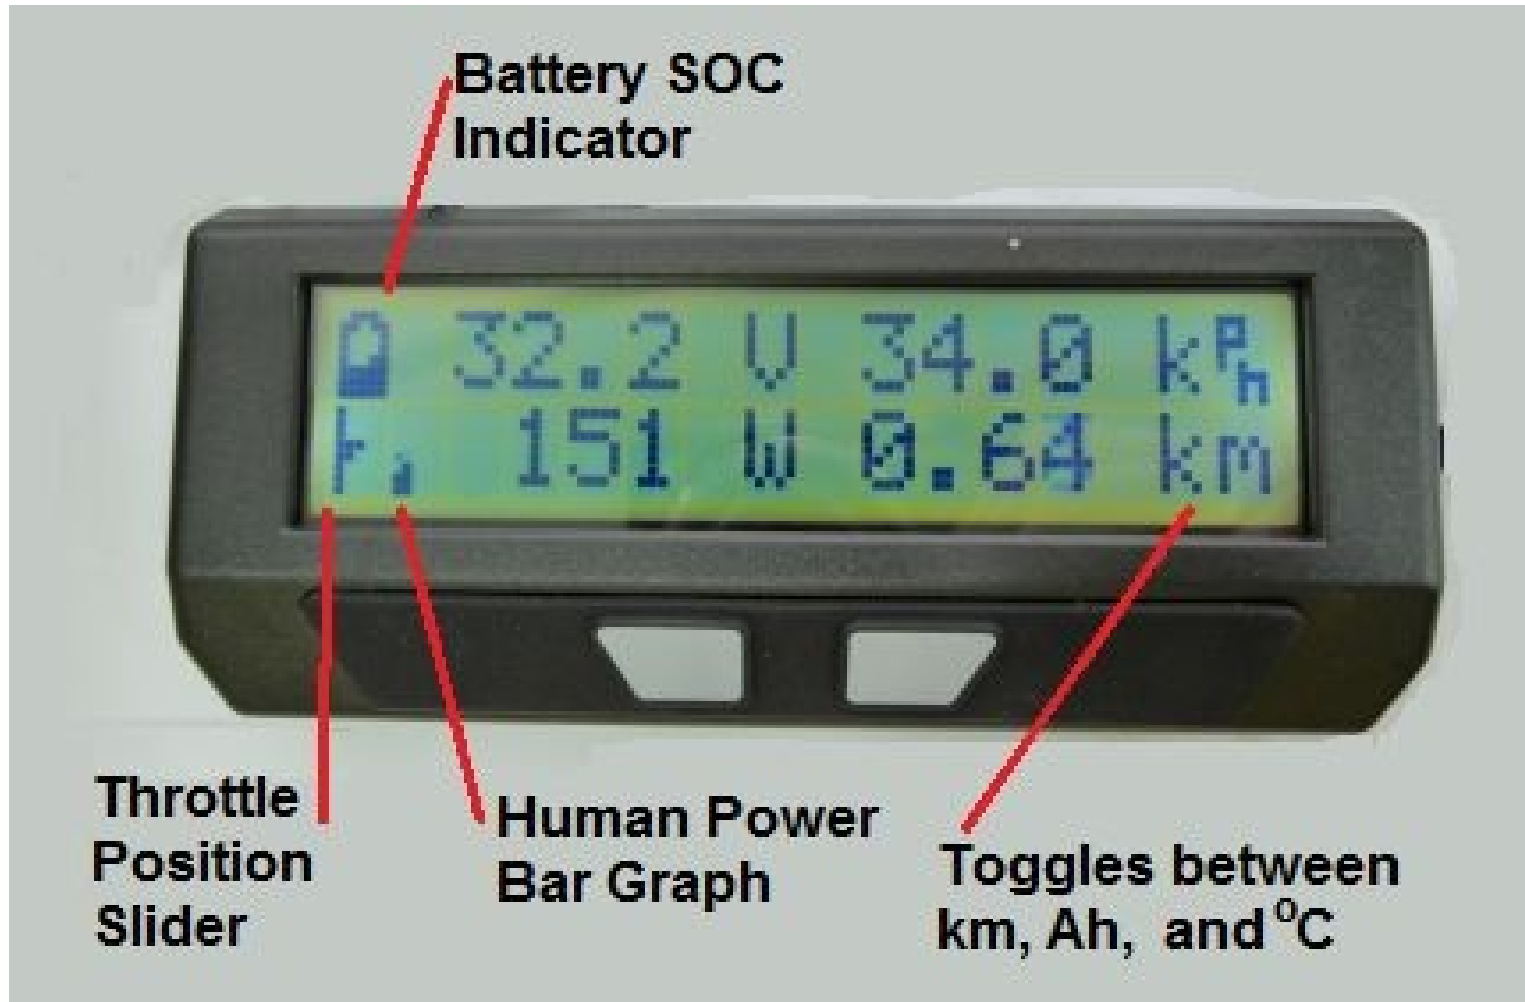 Battery SOC
Indicator
32.2 V 34.0 kph
151 W 0.64 km
Throttle
Position
Slider
Human Power
Bar Graph
Toggles between
km, Ah, and °C